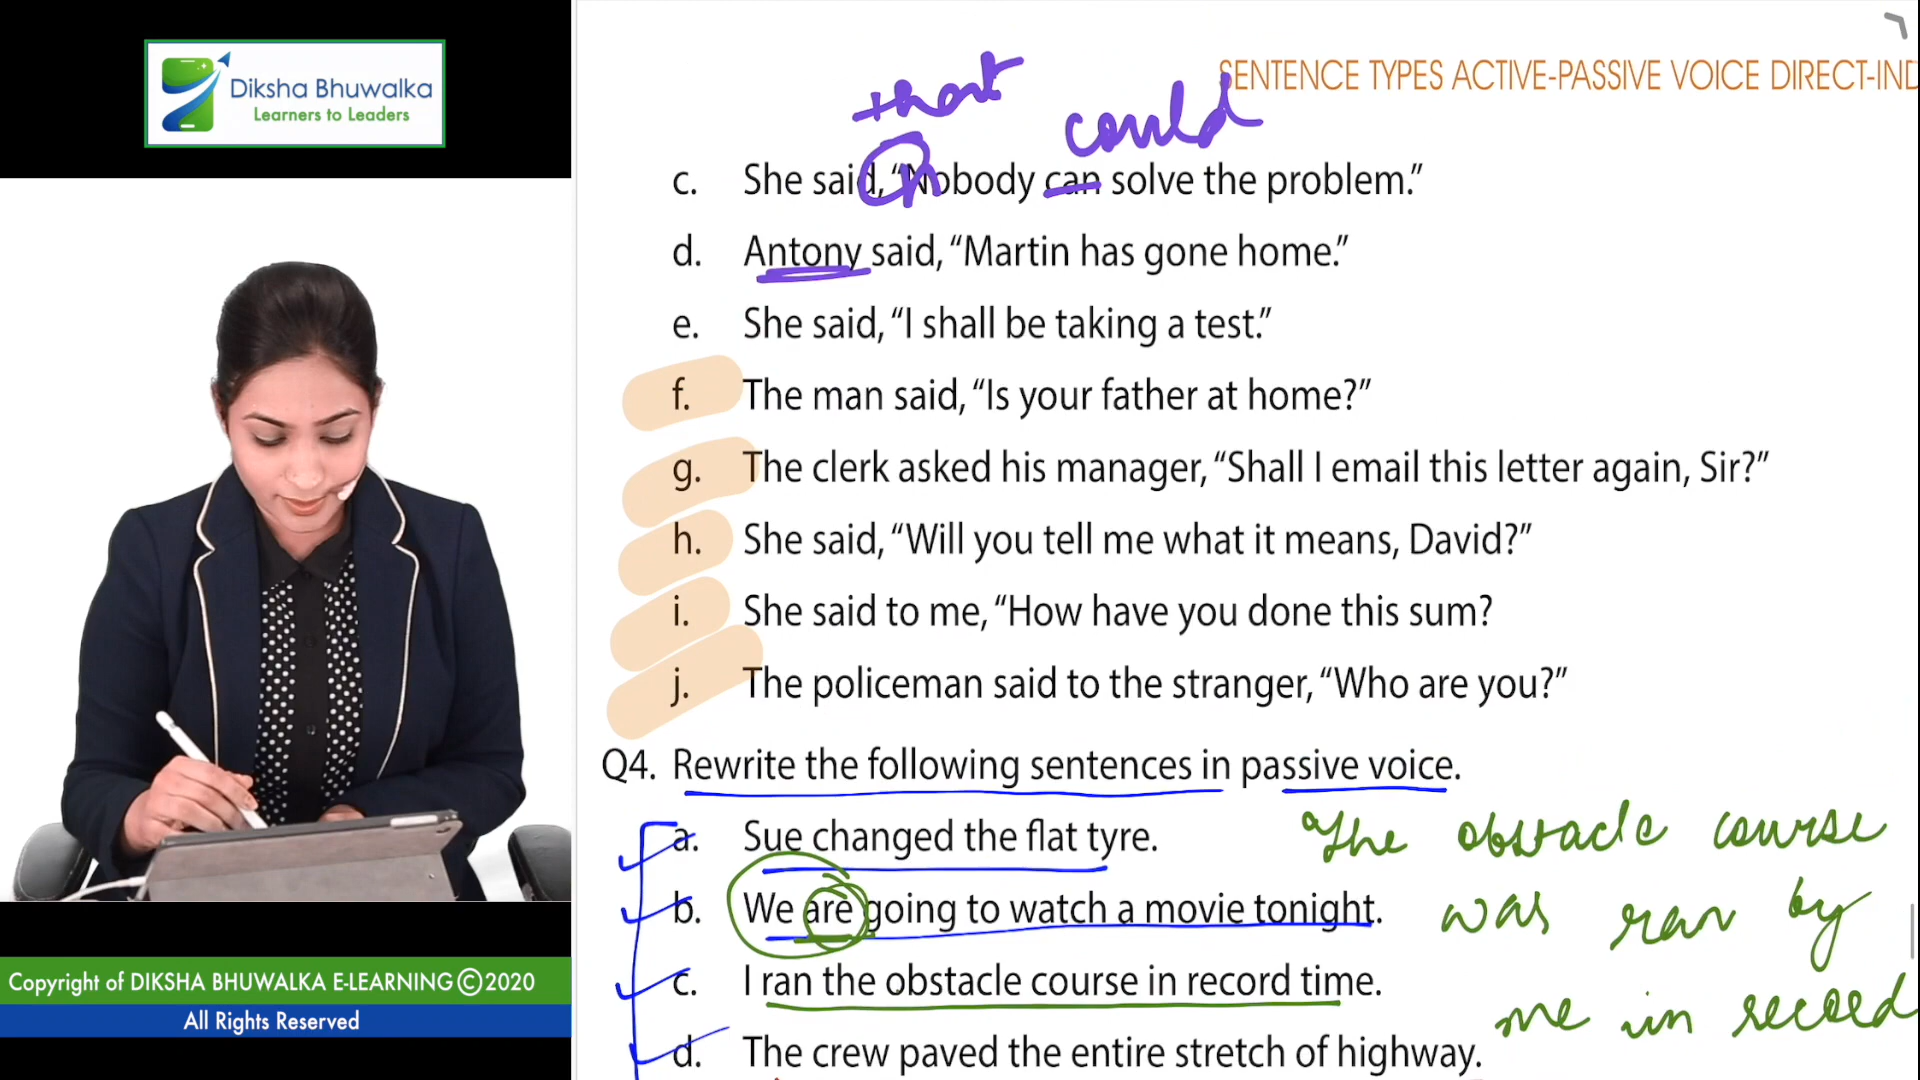 Diksha Bhuwalka
Learners to Leaders
SENTENCE TYPES ACTIVE-PASSIVE VOICE DIRECT-IND
that
could
n
c. She said, “Nobody can solve the problem.”
d. Antony said, “Martin has gone home.”
e. She said, “I shall be taking a test.”
f. The man said, “Is your father at home?”
g. The clerk asked his manager, “Shall I email this letter again, Sir?”
h. She said, “Will you tell me what it means, David?”
i. She said to me, “How have you done this sum?
j. The policeman said to the stranger, “Who are you?”
Q4. Rewrite the following sentences in passive voice.
a. Sue changed the flat tyre.
b. We are going to watch a movie tonight.
c. I ran the obstacle course in record time.
d. The crew paved the entire stretch of highway.
The obstacle course
was ran by
me in record
Copyright of DIKSHA BHUWALKA E-LEARNING©2020
All Rights Reserved